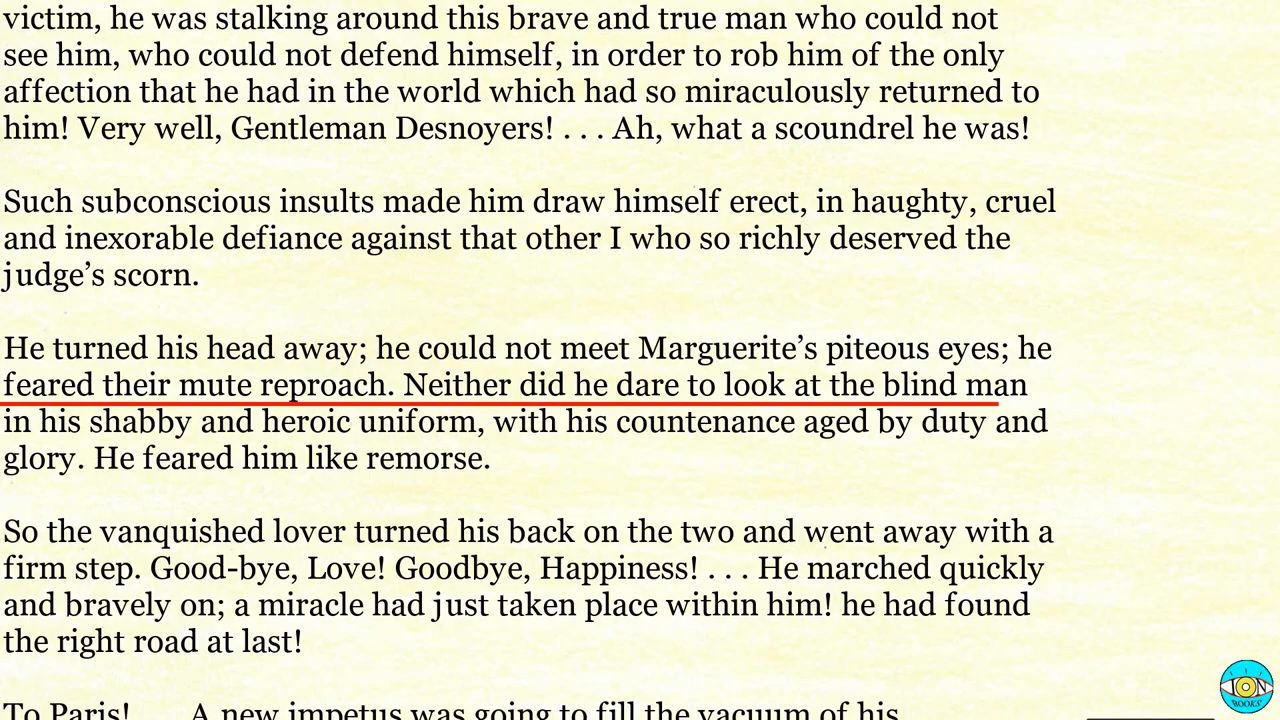 victim, he was stalking around this brave and true man who could not
see him, who could not defend himself, in order to rob him of the only
affection that he had in the world which had so miraculously returned to
him! Very well, Gentleman Desnoyers! . . . Ah, what a scoundrel he was!
Such subconscious insults made him draw himself erect, in haughty, cruel
and inexorable defiance against that other I who so richly deserved the
judge’s scorn.
He turned his head away; he could not meet Marguerite’s piteous eyes; he
feared their mute reproach. Neither did he dare to look at the blind man
in his shabby and heroic uniform, with his countenance aged by duty and
glory. He feared him like remorse.
So the vanquished lover turned his back on the two and went away with a
firm step. Good-bye, Love! Goodbye, Happiness! . . . He marched quickly
and bravely on; a miracle had just taken place within him! he had found
the right road at last!
To Paris! . . . A new impetus was going to fill the vacuum of his
ION
BOOKS